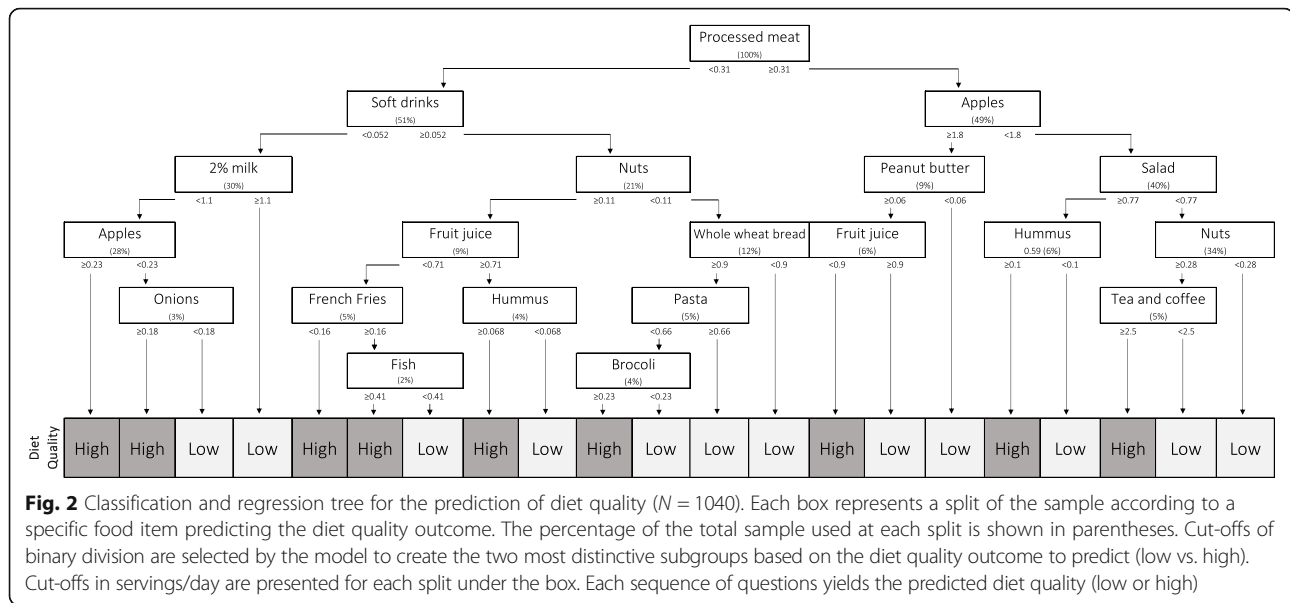 Processed meat
(100%)
<0.31 ≥0.31
Soft drinks
(51%)
Apples
(49%)
<0.052 ≥0.052
≥1.8 <1.8
2% milk
(30%)
Nuts
(21%)
Peanut butter
(9%)
Salad
(40%)
<1.1 ≥1.1
≥0.11 <0.11
≥0.06 <0.06
≥0.77 <0.77
Apples
(28%)
Fruit juice
(9%)
Whole wheat bread
(12%)
Fruit juice
(6%)
Hummus
0.59 (6%)
Nuts
(34%)
≥0.23 <0.23
<0.71 ≥0.71
≥0.9 <0.9
<0.9 ≥0.9
≥0.1 <0.1
≥0.28 <0.28
Onions
(3%)
French Fries
(5%)
Hummus
(4%)
Pasta
(5%)
Tea and coffee
(5%)
≥0.18 <0.18
<0.16 ≥0.16
≥0.068 <0.068
<0.66 ≥0.66
≥2.5 <2.5
Fish
(2%)
Brocoli
(4%)
≥0.41 <0.41
≥0.23 <0.23
Diet
Quality
High High Low Low High High Low High Low High Low Low Low High Low Low High Low High Low Low
Fig. 2 Classification and regression tree for the prediction of diet quality (N = 1040). Each box represents a split of the sample according to a
specific food item predicting the diet quality outcome. The percentage of the total sample used at each split is shown in parentheses. Cut-offs of
binary division are selected by the model to create the two most distinctive subgroups based on the diet quality outcome to predict (low vs. high).
Cut-offs in servings/day are presented for each split under the box. Each sequence of questions yields the predicted diet quality (low or high)